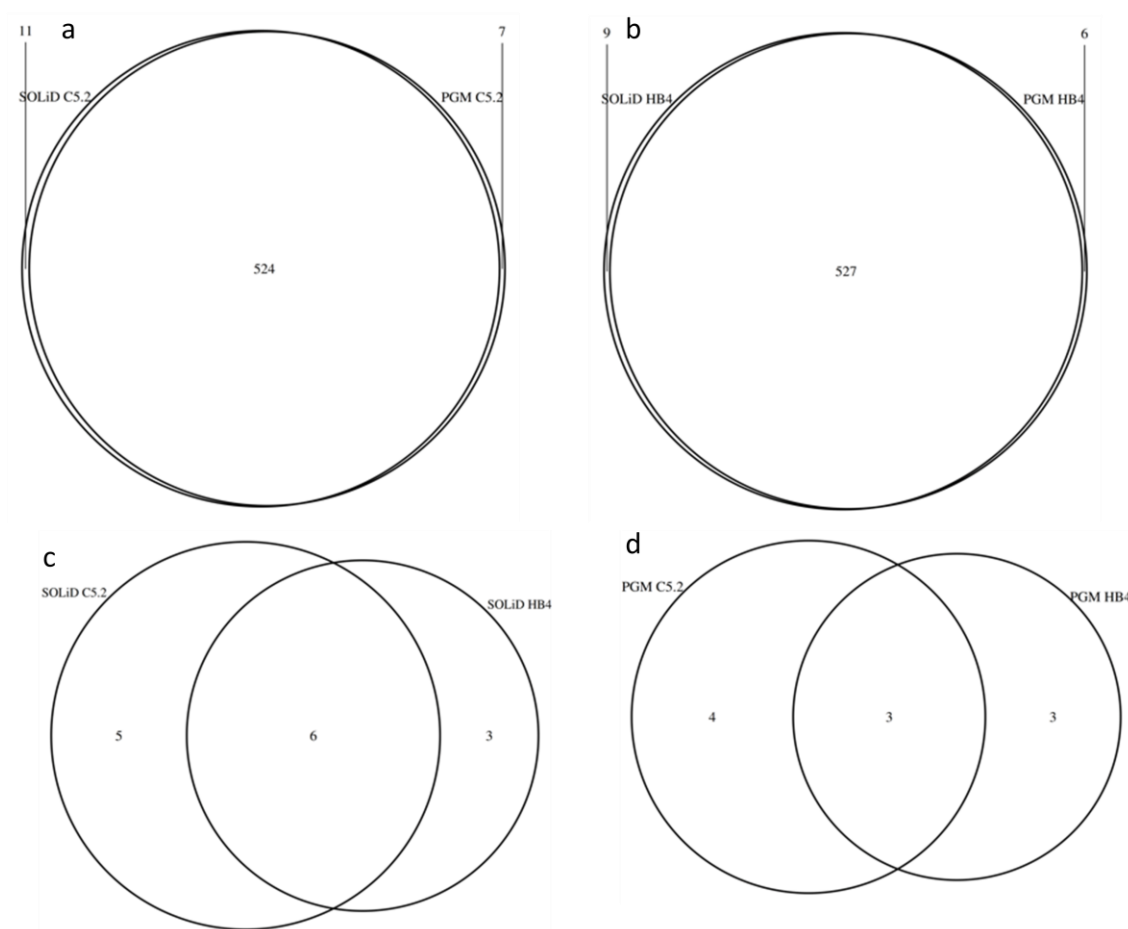 a
11
7
SOLiD C5.2
PGM C5.2
524
b
9
6
SOLiD HB4
PGM HB4
527
c
SOLiD C5.2
SOLiD HB4
5
6
3
d
PGM C5.2
PGM HB4
4
3
3